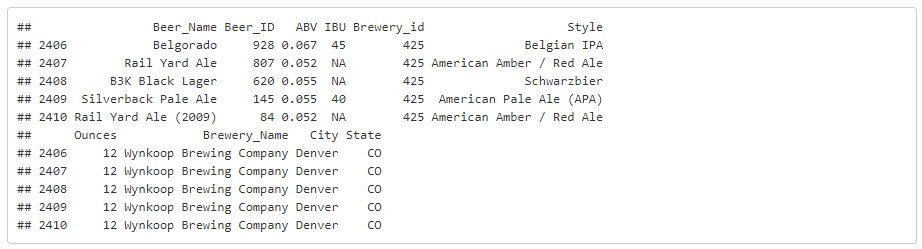 ##                  Beer_Name Beer_ID   ABV IBU Brewery_id                    Style
## 2406             Belgorado     928 0.067  45        425              Belgian IPA
## 2407         Rail Yard Ale     807 0.052  NA        425 American Amber / Red Ale
## 2408       B3K Black Lager     620 0.055  NA        425              Schwarzbier
## 2409   Silverback Pale Ale     145 0.055  40        425  American Pale Ale (APA)
## 2410 Rail Yard Ale (2009)      84 0.052  NA        425 American Amber / Red Ale
##      Ounces            Brewery_Name   City State
## 2406     12 Wynkoop Brewing Company Denver    CO
## 2407     12 Wynkoop Brewing Company Denver    CO
## 2408     12 Wynkoop Brewing Company Denver    CO
## 2409     12 Wynkoop Brewing Company Denver    CO
## 2410     12 Wynkoop Brewing Company Denver    CO